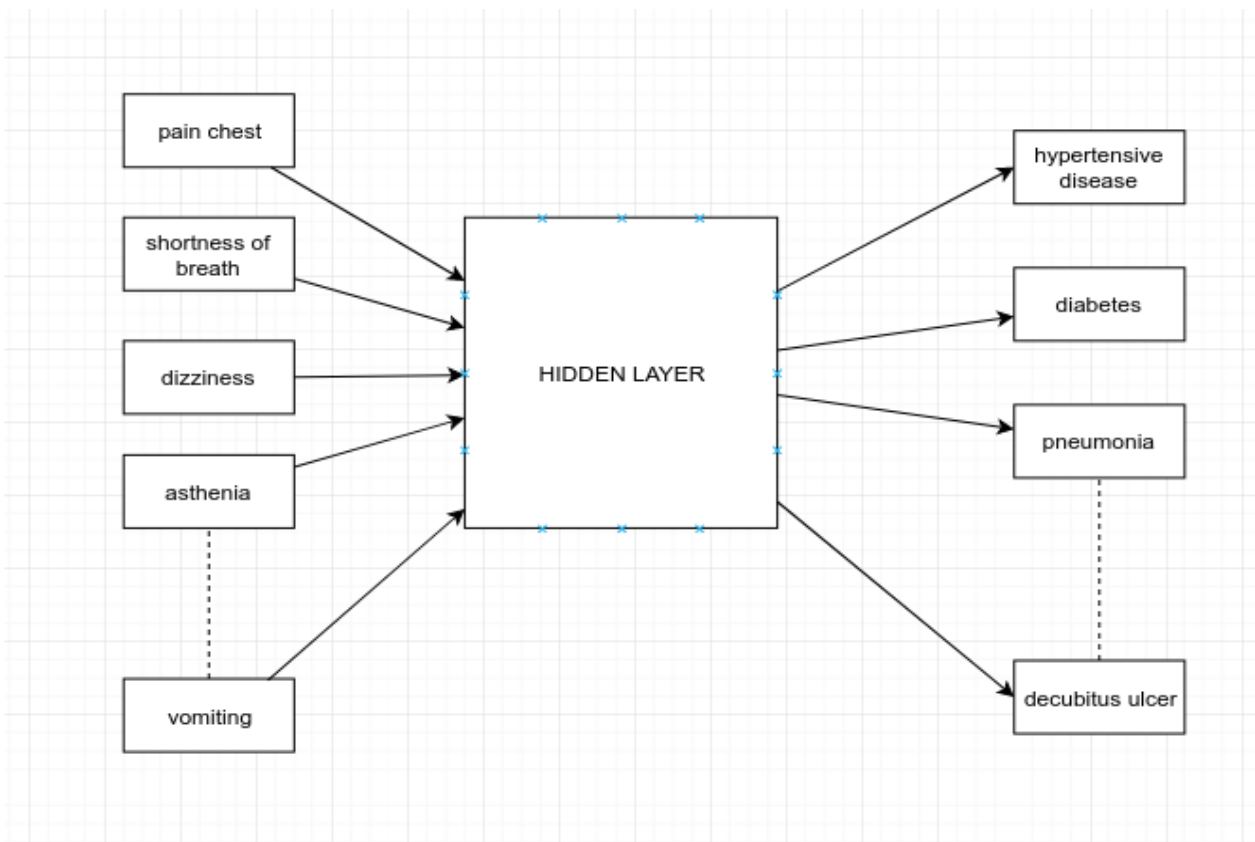 pain chest
shortness of
breath
dizziness
asthenia
vomiting
HIDDEN LAYER
hypertensive
disease
diabetes
pneumonia
decubitus ulcer